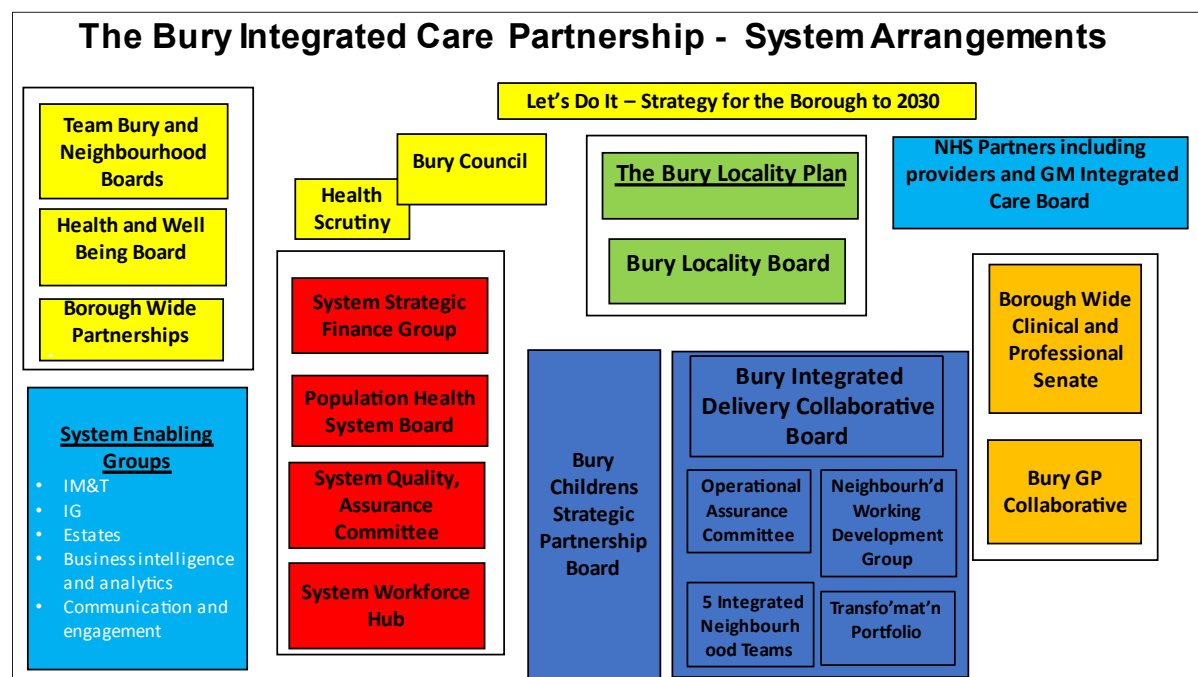 The Bury Integrated Care Partnership - System Arrangements
Let's Do It – Strategy for the Borough to 2030
Team Bury and
Neighbourhood
Boards
Health and Well
Being Board
Borough Wide
Partnerships
Bury Council
Health
Scrutiny
The Bury Locality Plan
Bury Locality Board
NHS Partners including
providers and GM Integrated
Care Board
System Strategic
Finance Group
Population Health
System Board
System Quality,
Assurance
Committee
System Workforce
Hub
Borough Wide
Clinical and
Professional
Senate
Bury GP
Collaborative
System Enabling
Groups
• IM&T
• IG
• Estates
• Business intelligence
and analytics
• Communication and
engagement
Bury
Childrens
Strategic
Partnership
Board
Bury Integrated
Delivery Collaborative
Board
Operational
Assurance
Committee
Neighbour'd
Working
Development
Group
5 Integrated
Neighbourh
ood Teams
Transfo'mat'n
Portfolio